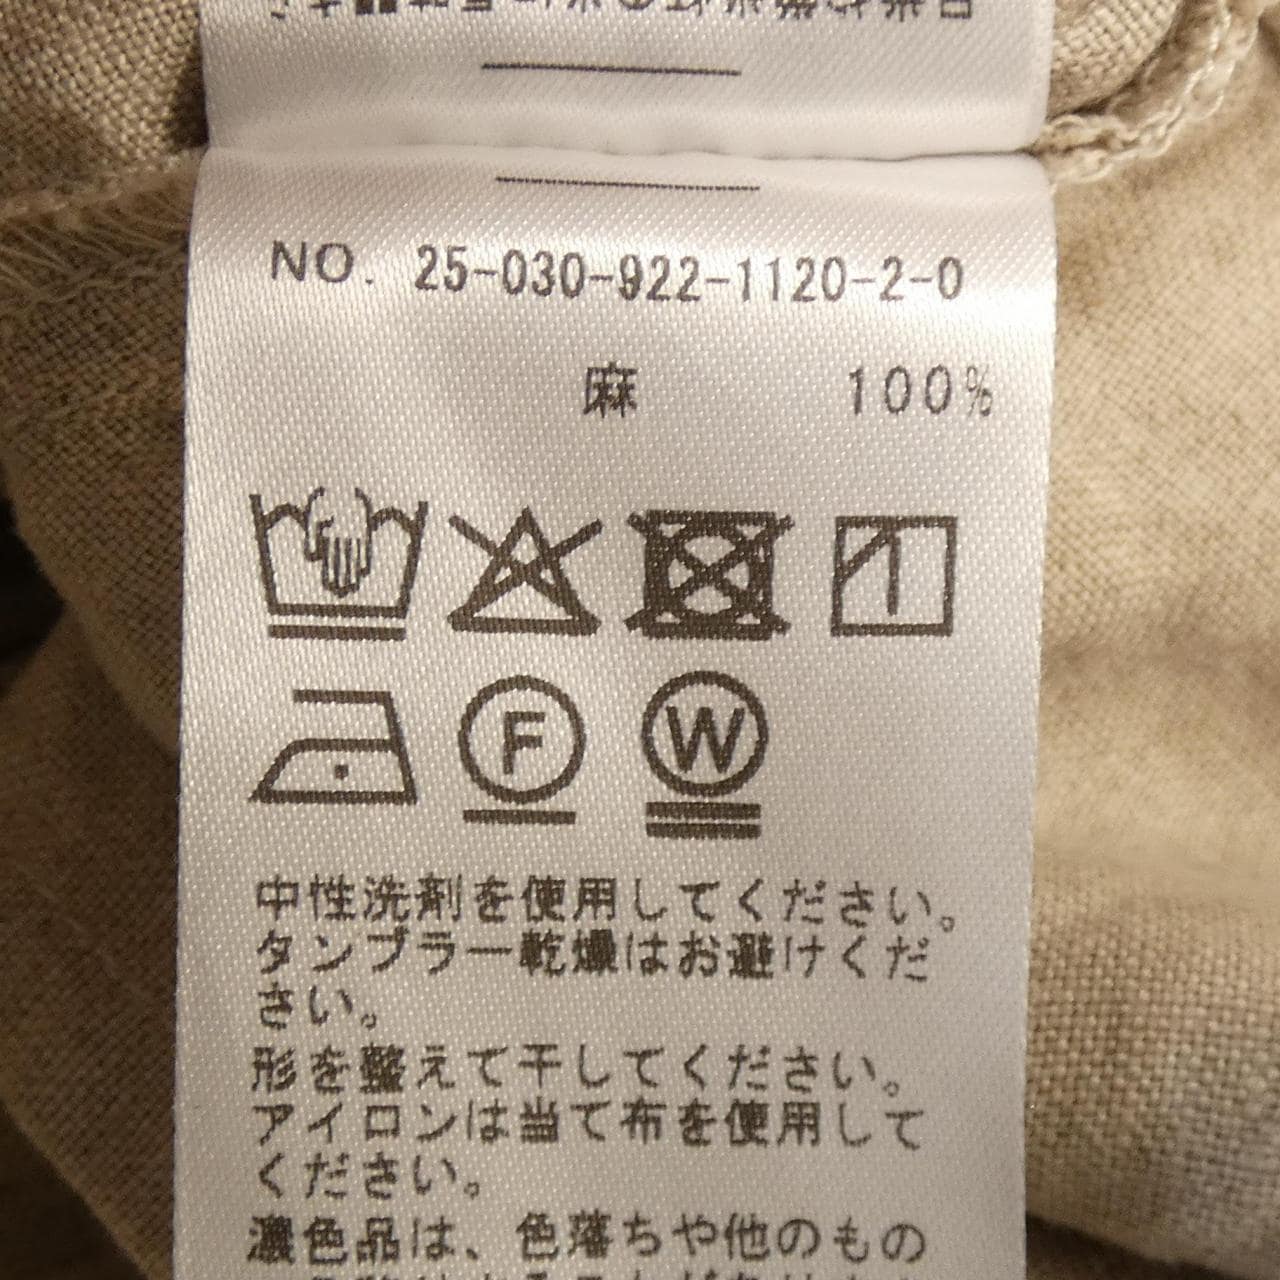 NO. 25-030-922-1120-2-0
麻 100%
F W
中性洗剤を使用してください。
タンブラー乾燥はお避けくだ
さい。
形を整えて干してください。
アイロンは当て布を使用して
ください。
濃色品は、色落ちや他のもの